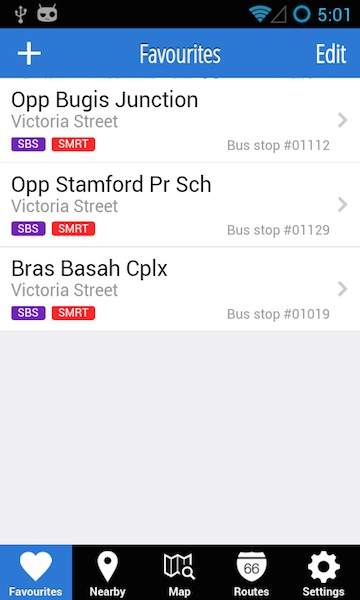 5:01
Favourites
Edit
Opp Bugis Junction
Victoria Street
SBS SMRT Bus stop #01112
Opp Stamford Pr Sch
Victoria Street
SBS SMRT Bus stop #01129
Bras Basah Cplx
Victoria Street
SBS SMRT Bus stop #01019
66
Favourites Nearby Map Routes Settings